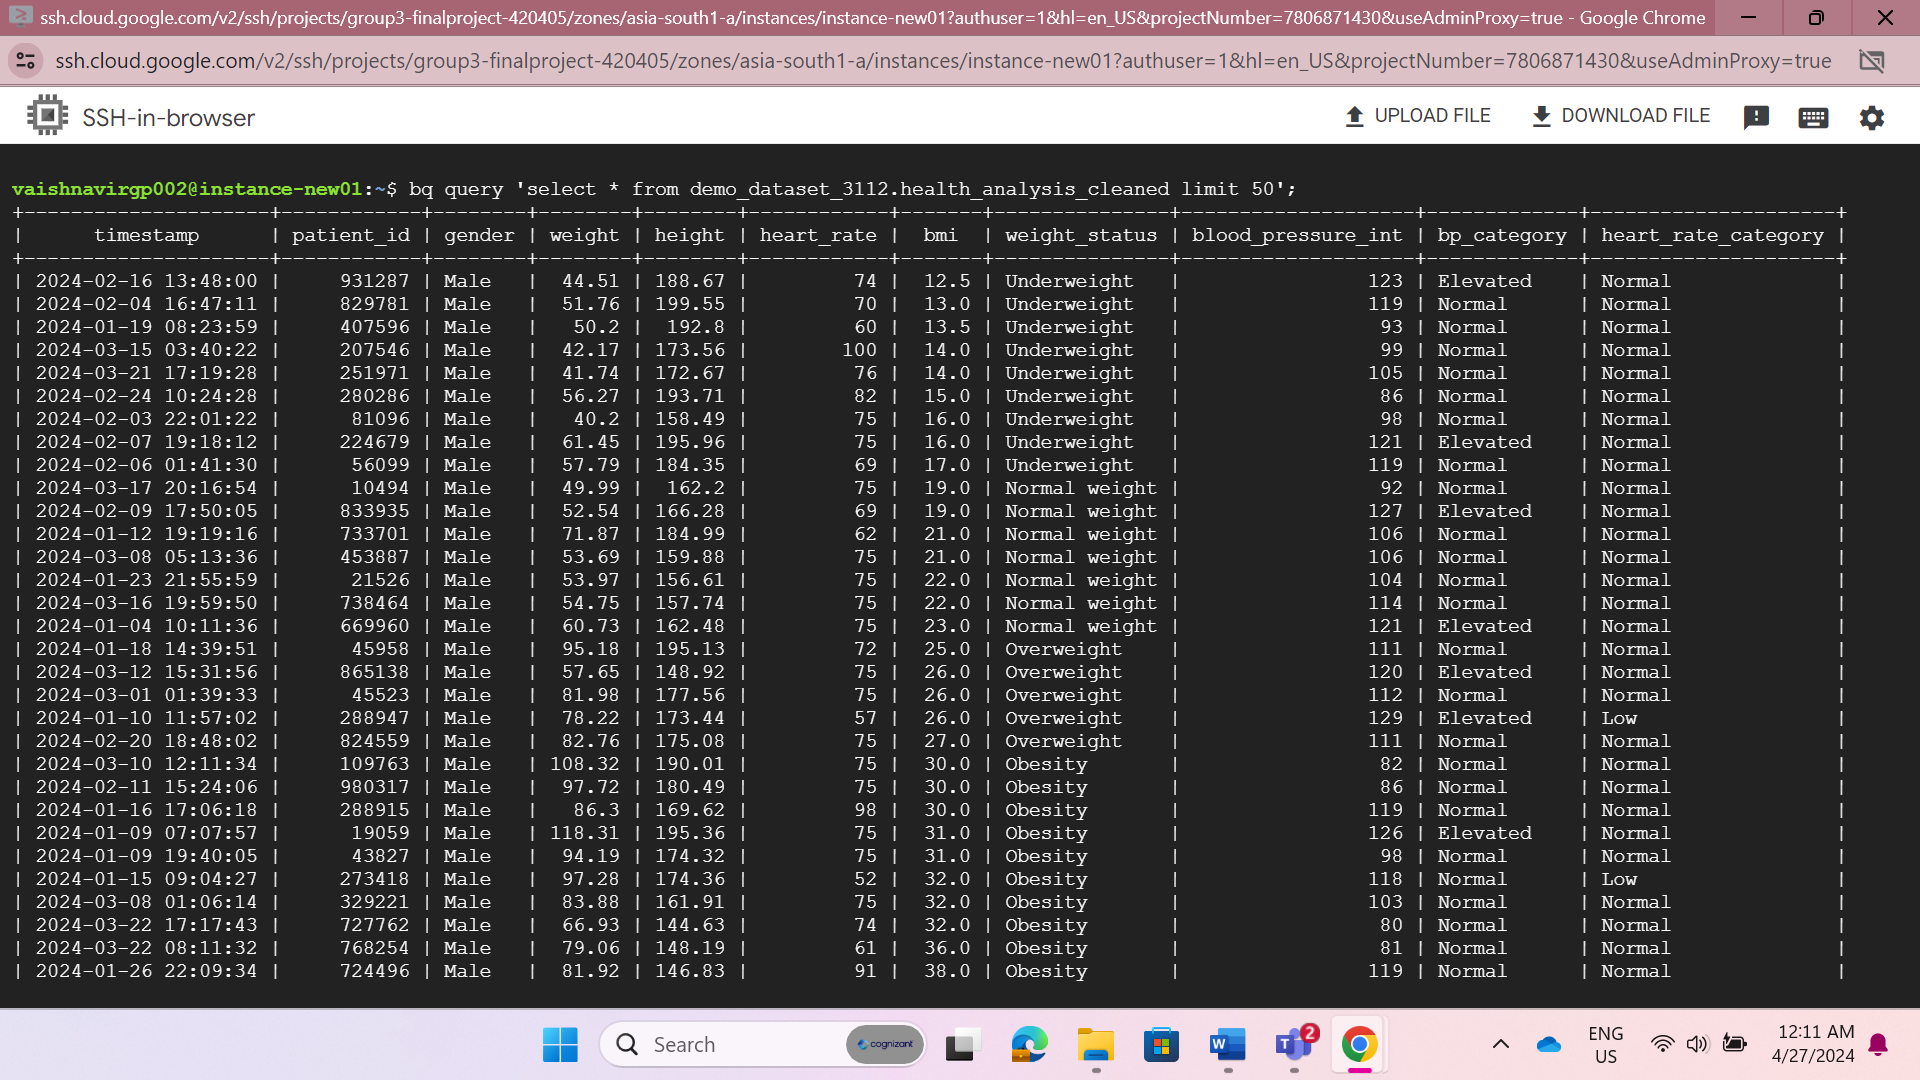 ssh.cloud.google.com/v2/ssh/projects/group3-finalproject-420405/zones/asia-south1-a/instances/instance-new01?authuser=1&hl=en_US&projectNumber=7806871430&useAdminProxy=true - Google Chrome
ssh.cloud.google.com/v2/ssh/projects/group3-finalproject-420405/zones/asia-south1-a/instances/instance-new01?authuser=1&hl=en_US&projectNumber=7806871430&useAdminProxy=true
SSH-in-browser UPLOAD FILE DOWNLOAD FILE
vaishnavirgp002@instance-new01:~$ bq query 'select * from demo_dataset_3112.health_analysis_cleaned limit 50';
+---------------------+------------+--------+--------+--------+------------+-------+---------------+--------------------+-------------+---------------------+
| timestamp | patient_id | gender | weight | height | heart_rate | bmi | weight_status | blood_pressure_int | bp_category | heart_rate_category |
+---------------------+------------+--------+--------+--------+------------+-------+---------------+--------------------+-------------+---------------------+
| 2024-02-16 13:48:00 | 931287 | Male | 44.51 | 188.67 | 74 | 12.5 | Underweight | 123 | Elevated | Normal |
| 2024-02-04 16:47:11 | 829781 | Male | 51.76 | 199.55 | 70 | 13.0 | Underweight | 119 | Normal | Normal |
| 2024-01-19 08:23:59 | 407596 | Male | 50.2 | 192.8 | 60 | 13.5 | Underweight | 93 | Normal | Normal |
| 2024-03-15 03:40:22 | 207546 | Male | 42.17 | 173.56 | 100 | 14.0 | Underweight | 99 | Normal | Normal |
| 2024-03-21 17:19:28 | 251971 | Male | 41.74 | 172.67 | 76 | 14.0 | Underweight | 105 | Normal | Normal |
| 2024-02-24 10:24:28 | 280286 | Male | 56.27 | 193.71 | 82 | 15.0 | Underweight | 86 | Normal | Normal |
| 2024-02-03 22:01:22 | 81096 | Male | 40.2 | 158.49 | 75 | 16.0 | Underweight | 98 | Normal | Normal |
| 2024-02-07 19:18:12 | 224679 | Male | 61.45 | 195.96 | 75 | 16.0 | Underweight | 121 | Elevated | Normal |
| 2024-02-06 01:41:30 | 56099 | Male | 57.79 | 184.35 | 69 | 17.0 | Underweight | 119 | Normal | Normal |
| 2024-03-17 20:16:54 | 10494 | Male | 49.99 | 162.2 | 75 | 19.0 | Normal weight | 92 | Normal | Normal |
| 2024-02-09 17:50:05 | 833935 | Male | 52.54 | 166.28 | 69 | 19.0 | Normal weight | 127 | Elevated | Normal |
| 2024-01-12 19:19:16 | 733701 | Male | 71.87 | 184.99 | 62 | 21.0 | Normal weight | 106 | Normal | Normal |
| 2024-03-08 05:13:36 | 453887 | Male | 53.69 | 159.88 | 75 | 21.0 | Normal weight | 106 | Normal | Normal |
| 2024-01-23 21:55:59 | 21526 | Male | 53.97 | 156.61 | 75 | 22.0 | Normal weight | 104 | Normal | Normal |
| 2024-03-16 19:59:50 | 738464 | Male | 54.75 | 157.74 | 75 | 22.0 | Normal weight | 114 | Normal | Normal |
| 2024-01-04 10:11:36 | 669960 | Male | 60.73 | 162.48 | 75 | 23.0 | Normal weight | 121 | Elevated | Normal |
| 2024-01-18 14:39:51 | 45958 | Male | 95.18 | 195.13 | 72 | 25.0 | Overweight | 111 | Normal | Normal |
| 2024-03-12 15:31:56 | 865138 | Male | 57.65 | 148.92 | 75 | 26.0 | Overweight | 120 | Elevated | Normal |
| 2024-03-01 01:39:33 | 45523 | Male | 81.98 | 177.56 | 75 | 26.0 | Overweight | 112 | Normal | Normal |
| 2024-01-10 11:57:02 | 288947 | Male | 78.22 | 173.44 | 57 | 26.0 | Overweight | 129 | Elevated | Low |
| 2024-02-20 18:48:02 | 824559 | Male | 82.76 | 175.08 | 75 | 27.0 | Overweight | 111 | Normal | Normal |
| 2024-03-10 12:11:34 | 109763 | Male | 108.32 | 190.01 | 75 | 30.0 | Obesity | 82 | Normal | Normal |
| 2024-02-11 15:24:06 | 980317 | Male | 97.72 | 180.49 | 75 | 30.0 | Obesity | 86 | Normal | Normal |
| 2024-01-16 17:06:18 | 288915 | Male | 86.3 | 169.62 | 98 | 30.0 | Obesity | 119 | Normal | Normal |
| 2024-01-09 07:07:57 | 19059 | Male | 118.31 | 195.36 | 75 | 31.0 | Obesity | 126 | Elevated | Normal |
| 2024-01-09 19:40:05 | 43827 | Male | 94.19 | 174.32 | 75 | 31.0 | Obesity | 98 | Normal | Normal |
| 2024-01-15 09:04:27 | 273418 | Male | 97.28 | 174.36 | 52 | 32.0 | Obesity | 118 | Normal | Low |
| 2024-03-08 01:06:14 | 329221 | Male | 83.88 | 161.91 | 75 | 32.0 | Obesity | 103 | Normal | Normal |
| 2024-03-22 17:17:43 | 727762 | Male | 66.93 | 144.63 | 74 | 32.0 | Obesity | 80 | Normal | Normal |
| 2024-03-22 08:11:32 | 768254 | Male | 79.06 | 148.19 | 61 | 36.0 | Obesity | 81 | Normal | Normal |
| 2024-01-26 22:09:34 | 724496 | Male | 81.92 | 146.83 | 91 | 38.0 | Obesity | 119 | Normal | Normal |
Search cognizant W T 2 ENG 12:11 AM
US 4/27/2024